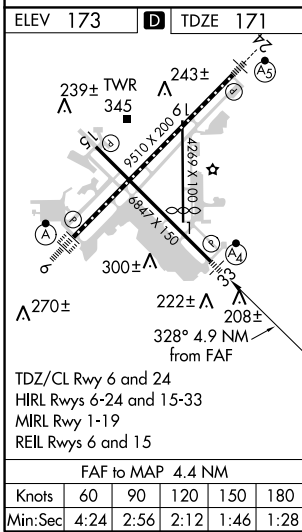 ELEV 173 D TDZE 171
239± TWR 345
243±
24
A5
P
15
P
19
9510 X 200
4269 X 100
6847 X 150
P
A
6
P
A4
1
33
300±
270±
222±
208±
328° 4.9 NM
from FAF
TDZ/CL Rwy 6 and 24
HIRL Rwys 6-24 and 15-33
MIRL Rwy 1-19
REIL Rwys 6 and 15
FAF to MAP 4.4 NM
Knots 60 90 120 150 180
Min:Sec 4:24 2:56 2:12 1:46 1:28